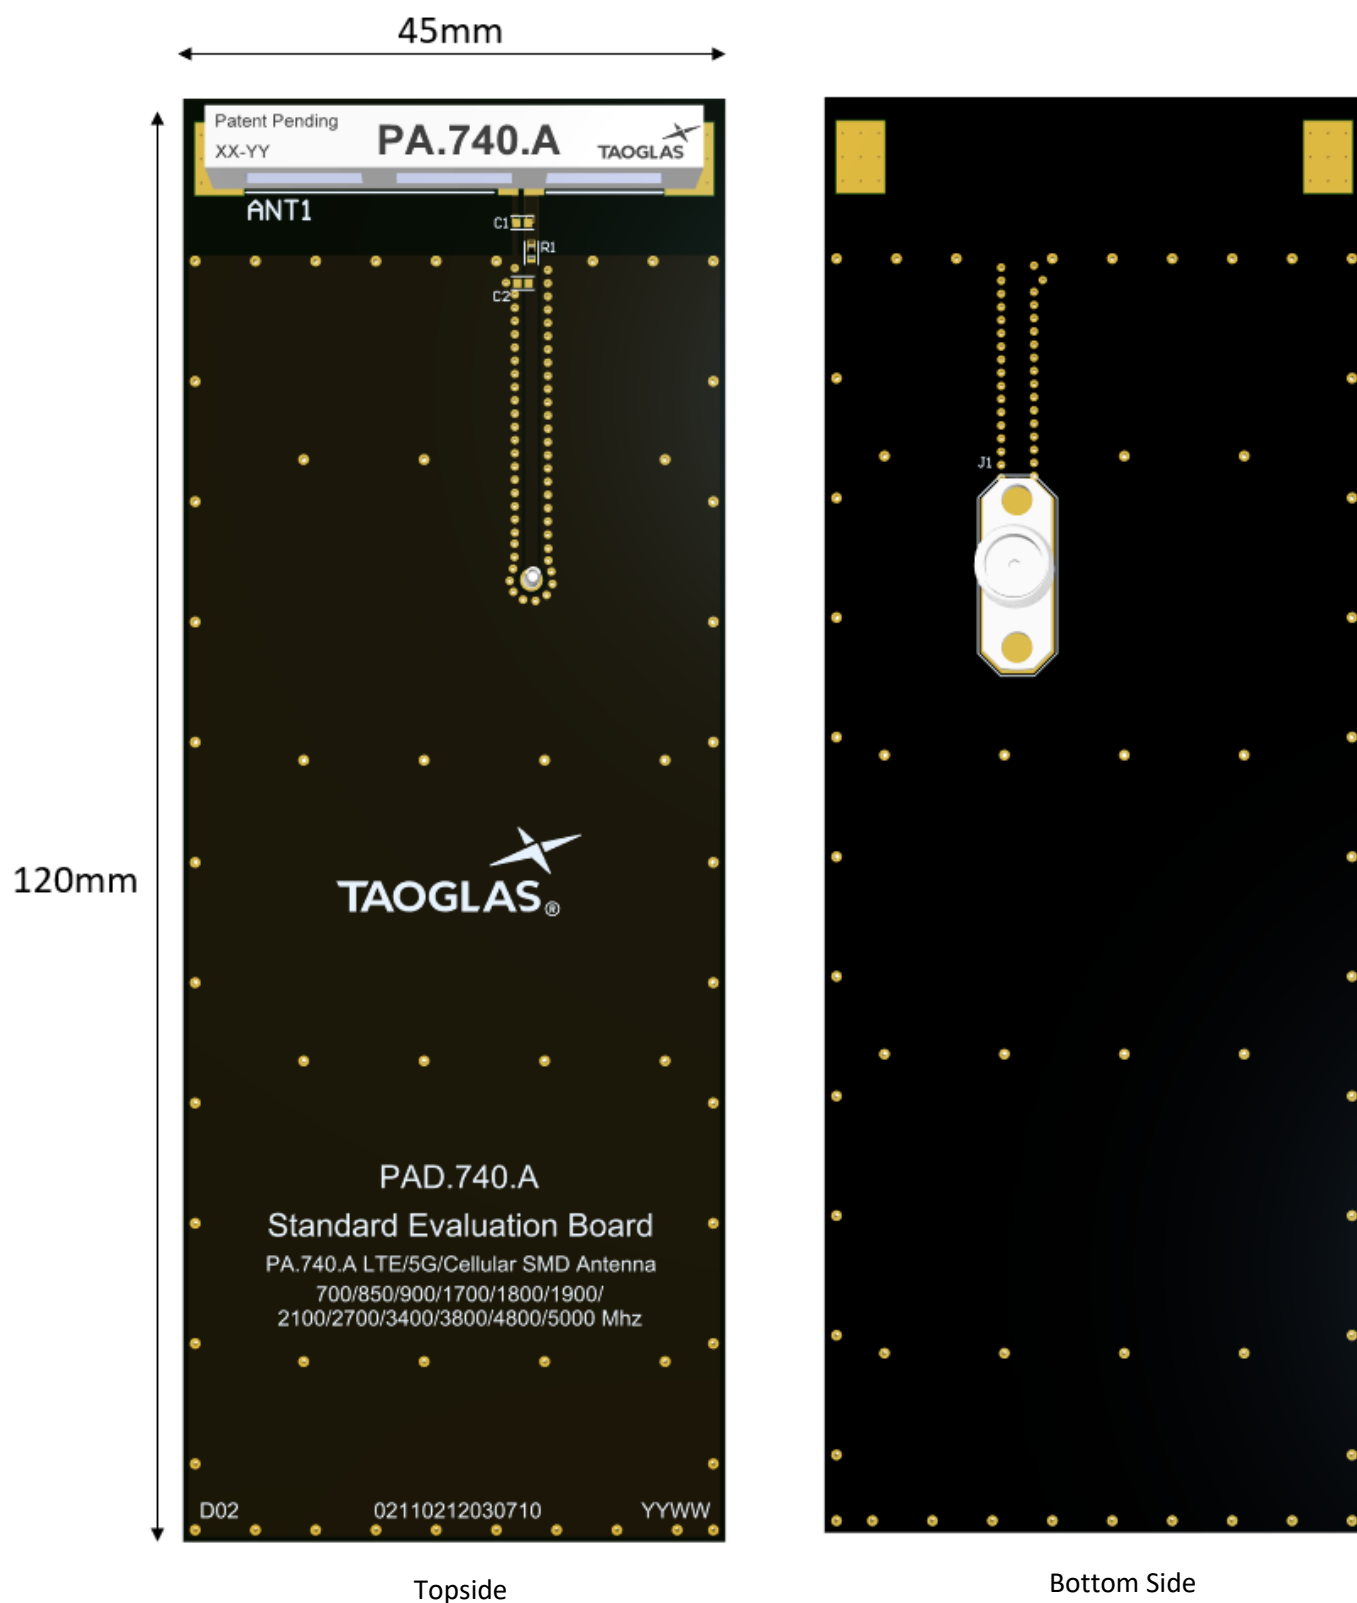 45mm
Patent Pending
XX-YY
PA.740.A
TAOGLAS
ANT1
C1
R1
C2
J1
120mm
TAOGLAS®
PAD.740.A
Standard Evaluation Board
PA.740.A LTE/5G/Cellular SMD Antenna
700/850/900/1700/1800/1900/
2100/2700/3400/3800/4800/5000 Mhz
D02 02110212030710 YYWW
Topside
Bottom Side